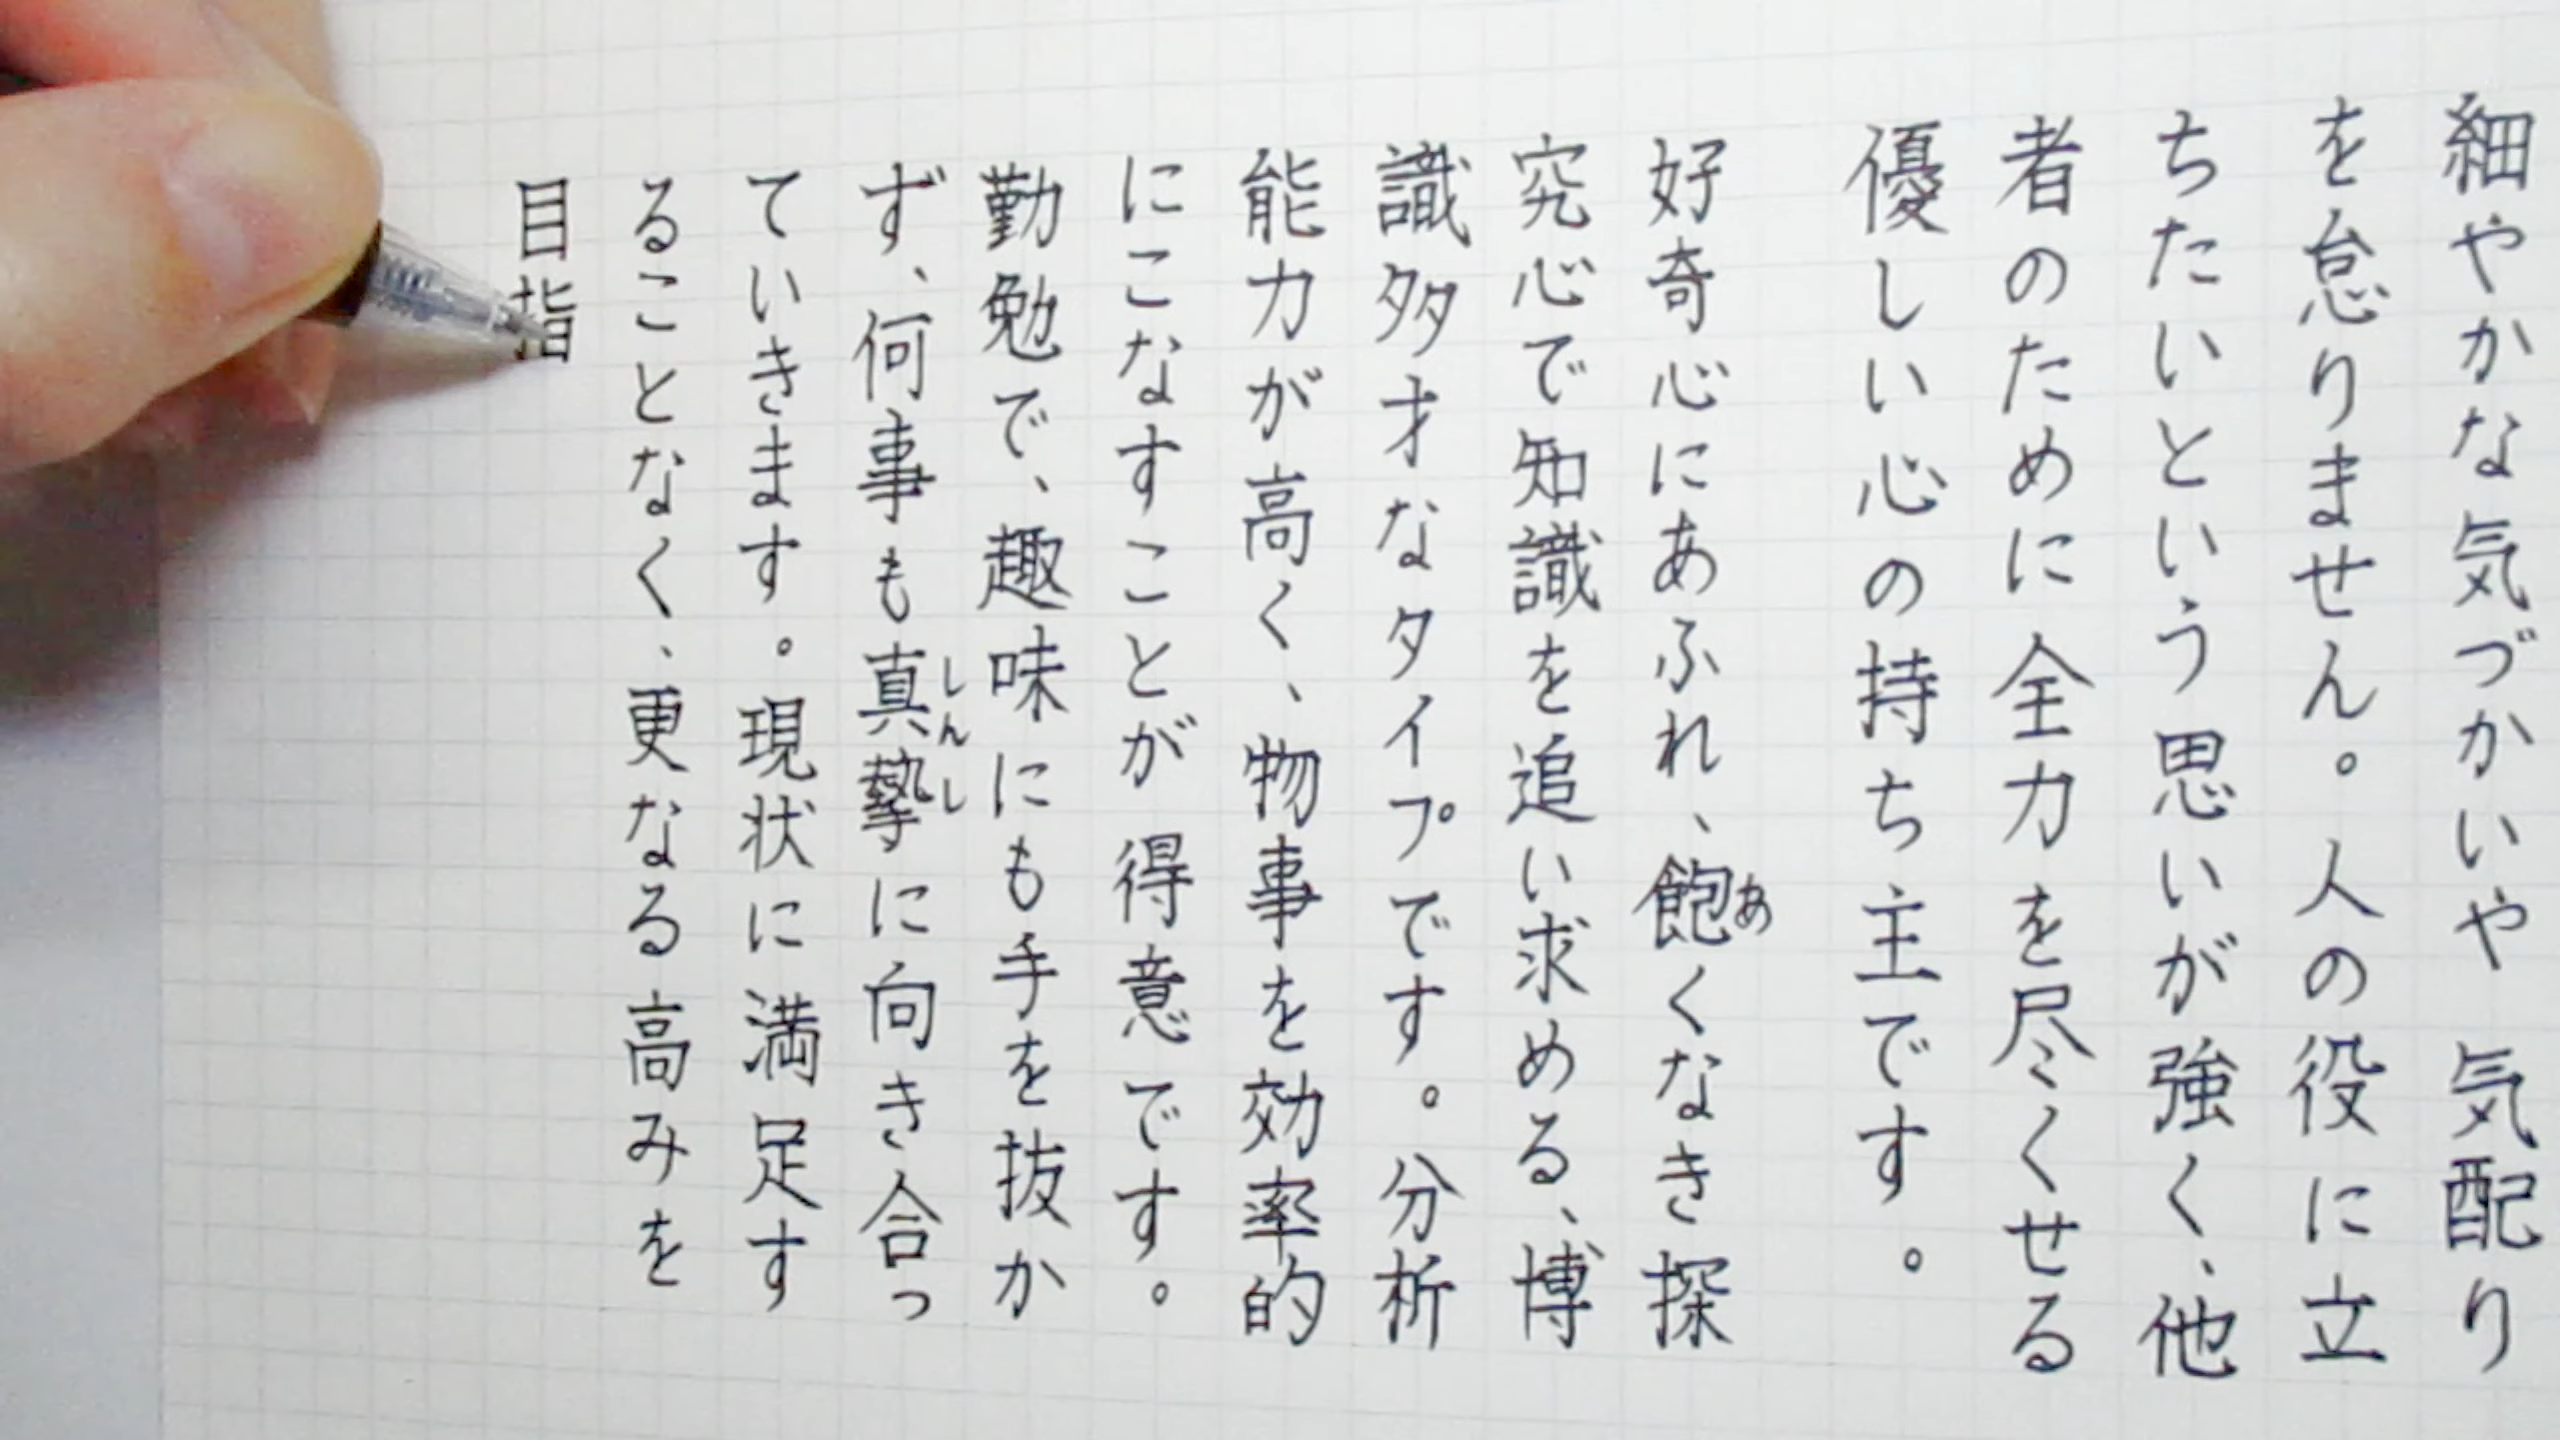 細やかな気づかいや気配り
を怠りません。人の役に立
ちたいという思いが強く、他
者のために全力を尽くせる
優しい心の持ち主です。
好奇心にあふれ、飽くなき探
あ
究心で知識を追い求める、博
識多才なタイプです。分析
能力が高く、物事を効率的
にこなすことが得意です。
勤勉で、趣味にも手を抜か
ず、何事も真摯に向き合っ
しんし
ていきます。現状に満足す
ることなく、更なる高みを
目指